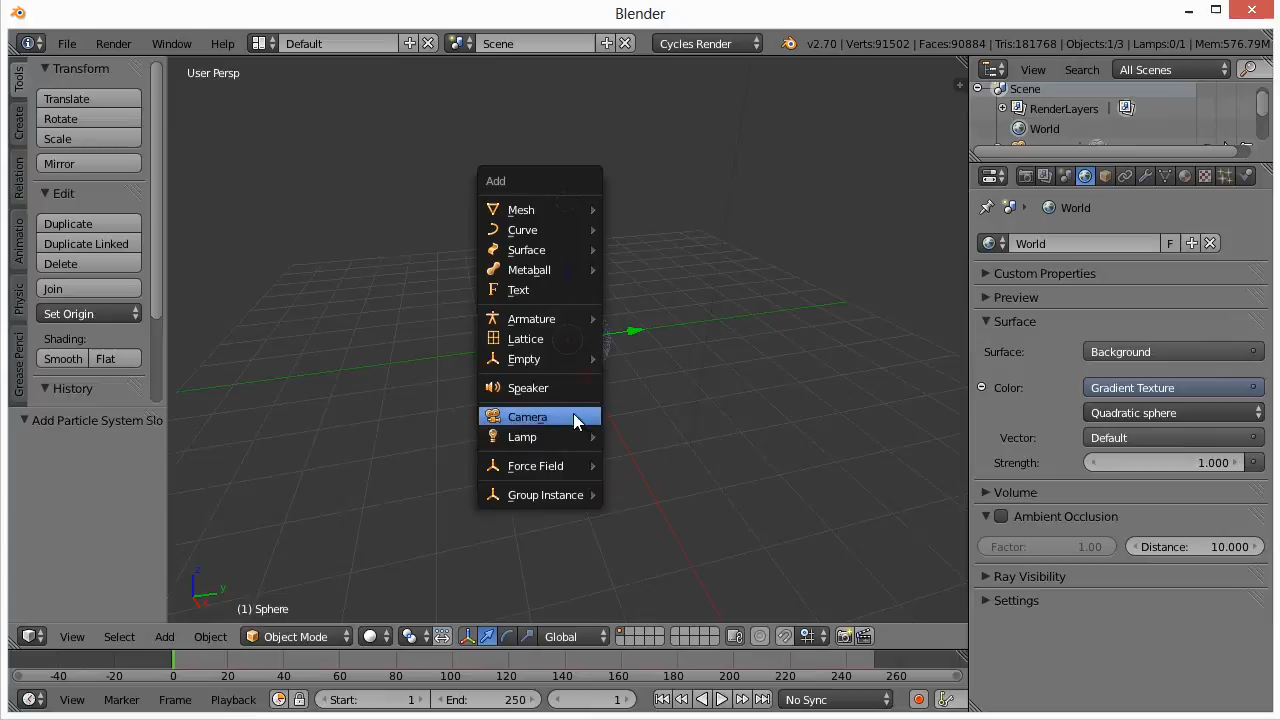 Blender
File Render Window Help Default Scene Cycles Render v2.70 | Verts:91502 | Faces:90884 | Tris:181768 | Objects:1/3 | Lamps:0/1 | Mem:576.79M
Tools
Create
Relation
Animatio
Physic
Grease Penci
Transform
Translate
Rotate
Scale
Mirror
Edit
Duplicate
Duplicate Linked
Delete
Join
Set Origin
Shading:
Smooth Flat
History
Add Particle System Slo
User Persp
Add
Mesh
Curve
Surface
Metaball
Text
Armature
Lattice
Empty
Speaker
Camera
Lamp
Force Field
Group Instance
z
y
x
(1) Sphere
View Select Add Object Object Mode Global
-40 -20 0 20 40 60 80 100 120 140 160 180 200 220 240 260
View Marker Frame Playback Start: 1 End: 250 1 No Sync
View Search All Scenes
Scene
RenderLayers |
World
World
World F
Custom Properties
Preview
Surface
Surface: Background
Color: Gradient Texture
Quadratic sphere
Vector: Default
Strength: 1.000
Volume
Ambient Occlusion
Factor: 1.00 Distance: 10.000
Ray Visibility
Settings